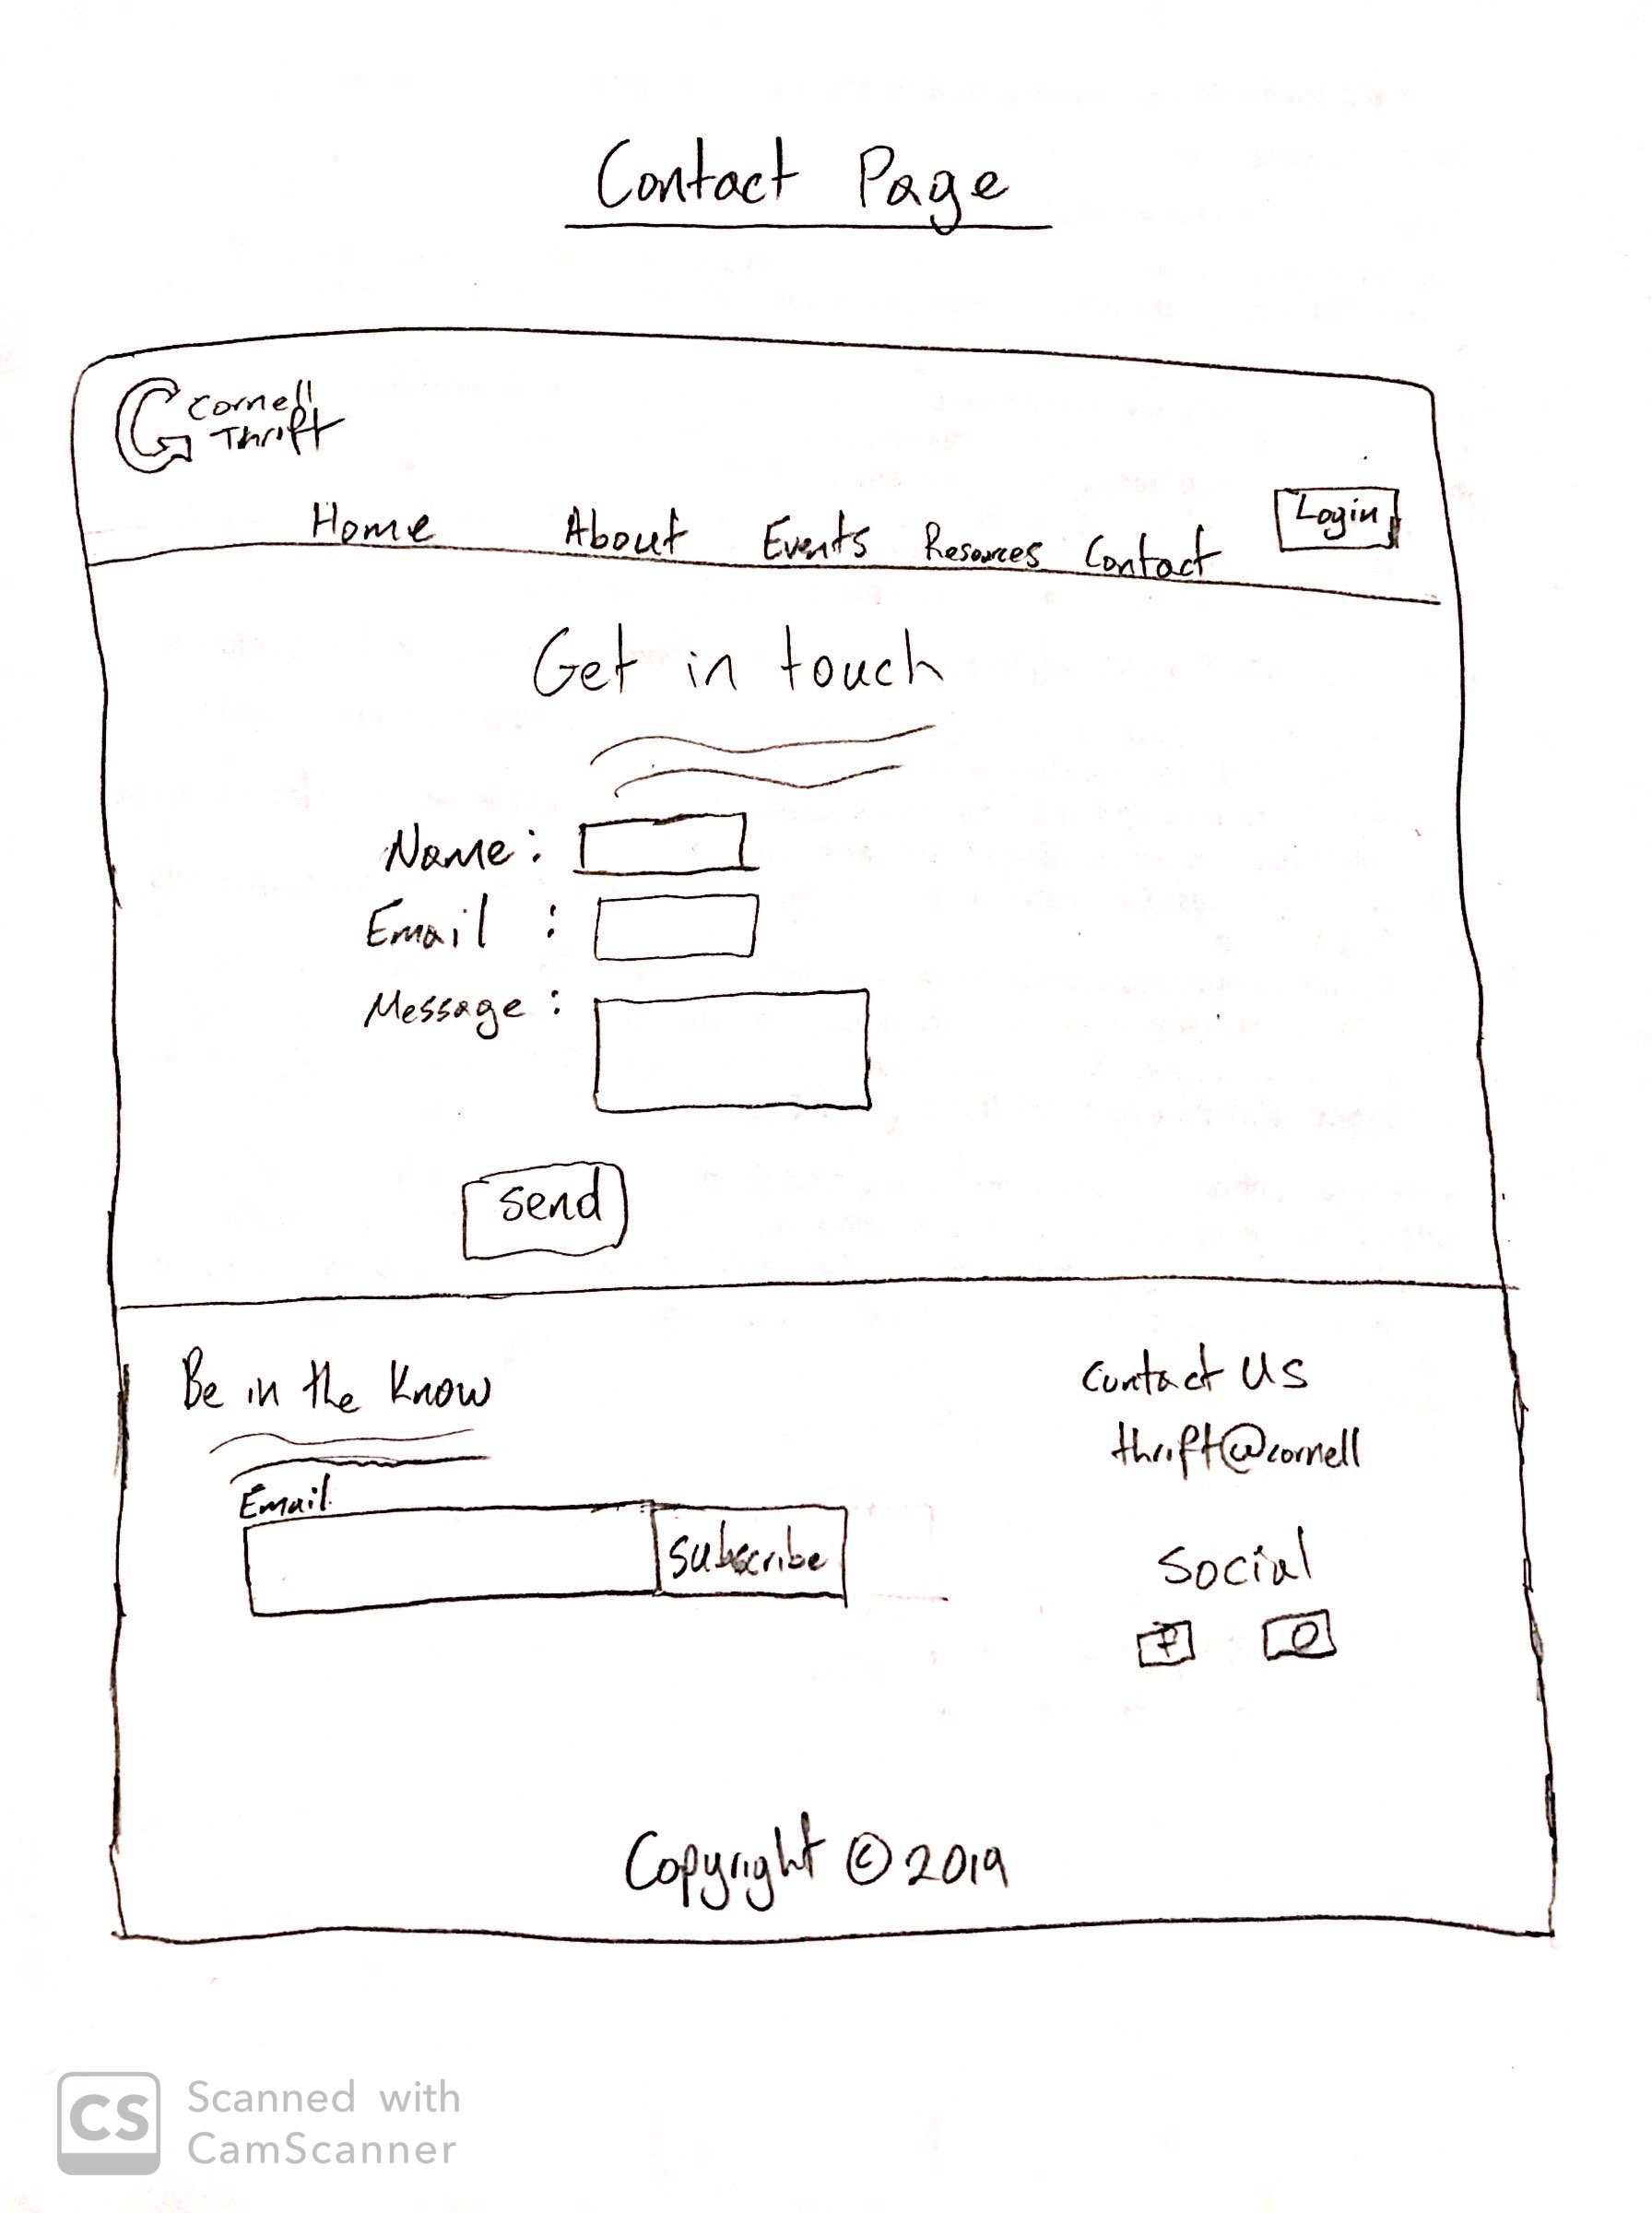 Contact Page
Cornell
Thrift
Home About Events Resources Contact Login
Get in touch
Name:
Email :
Message :
Send
Be in the Know
Email
Subscribe
Contact Us
thrift@cornell
Social
f
Copyright © 2019
CS
Scanned with
CamScanner